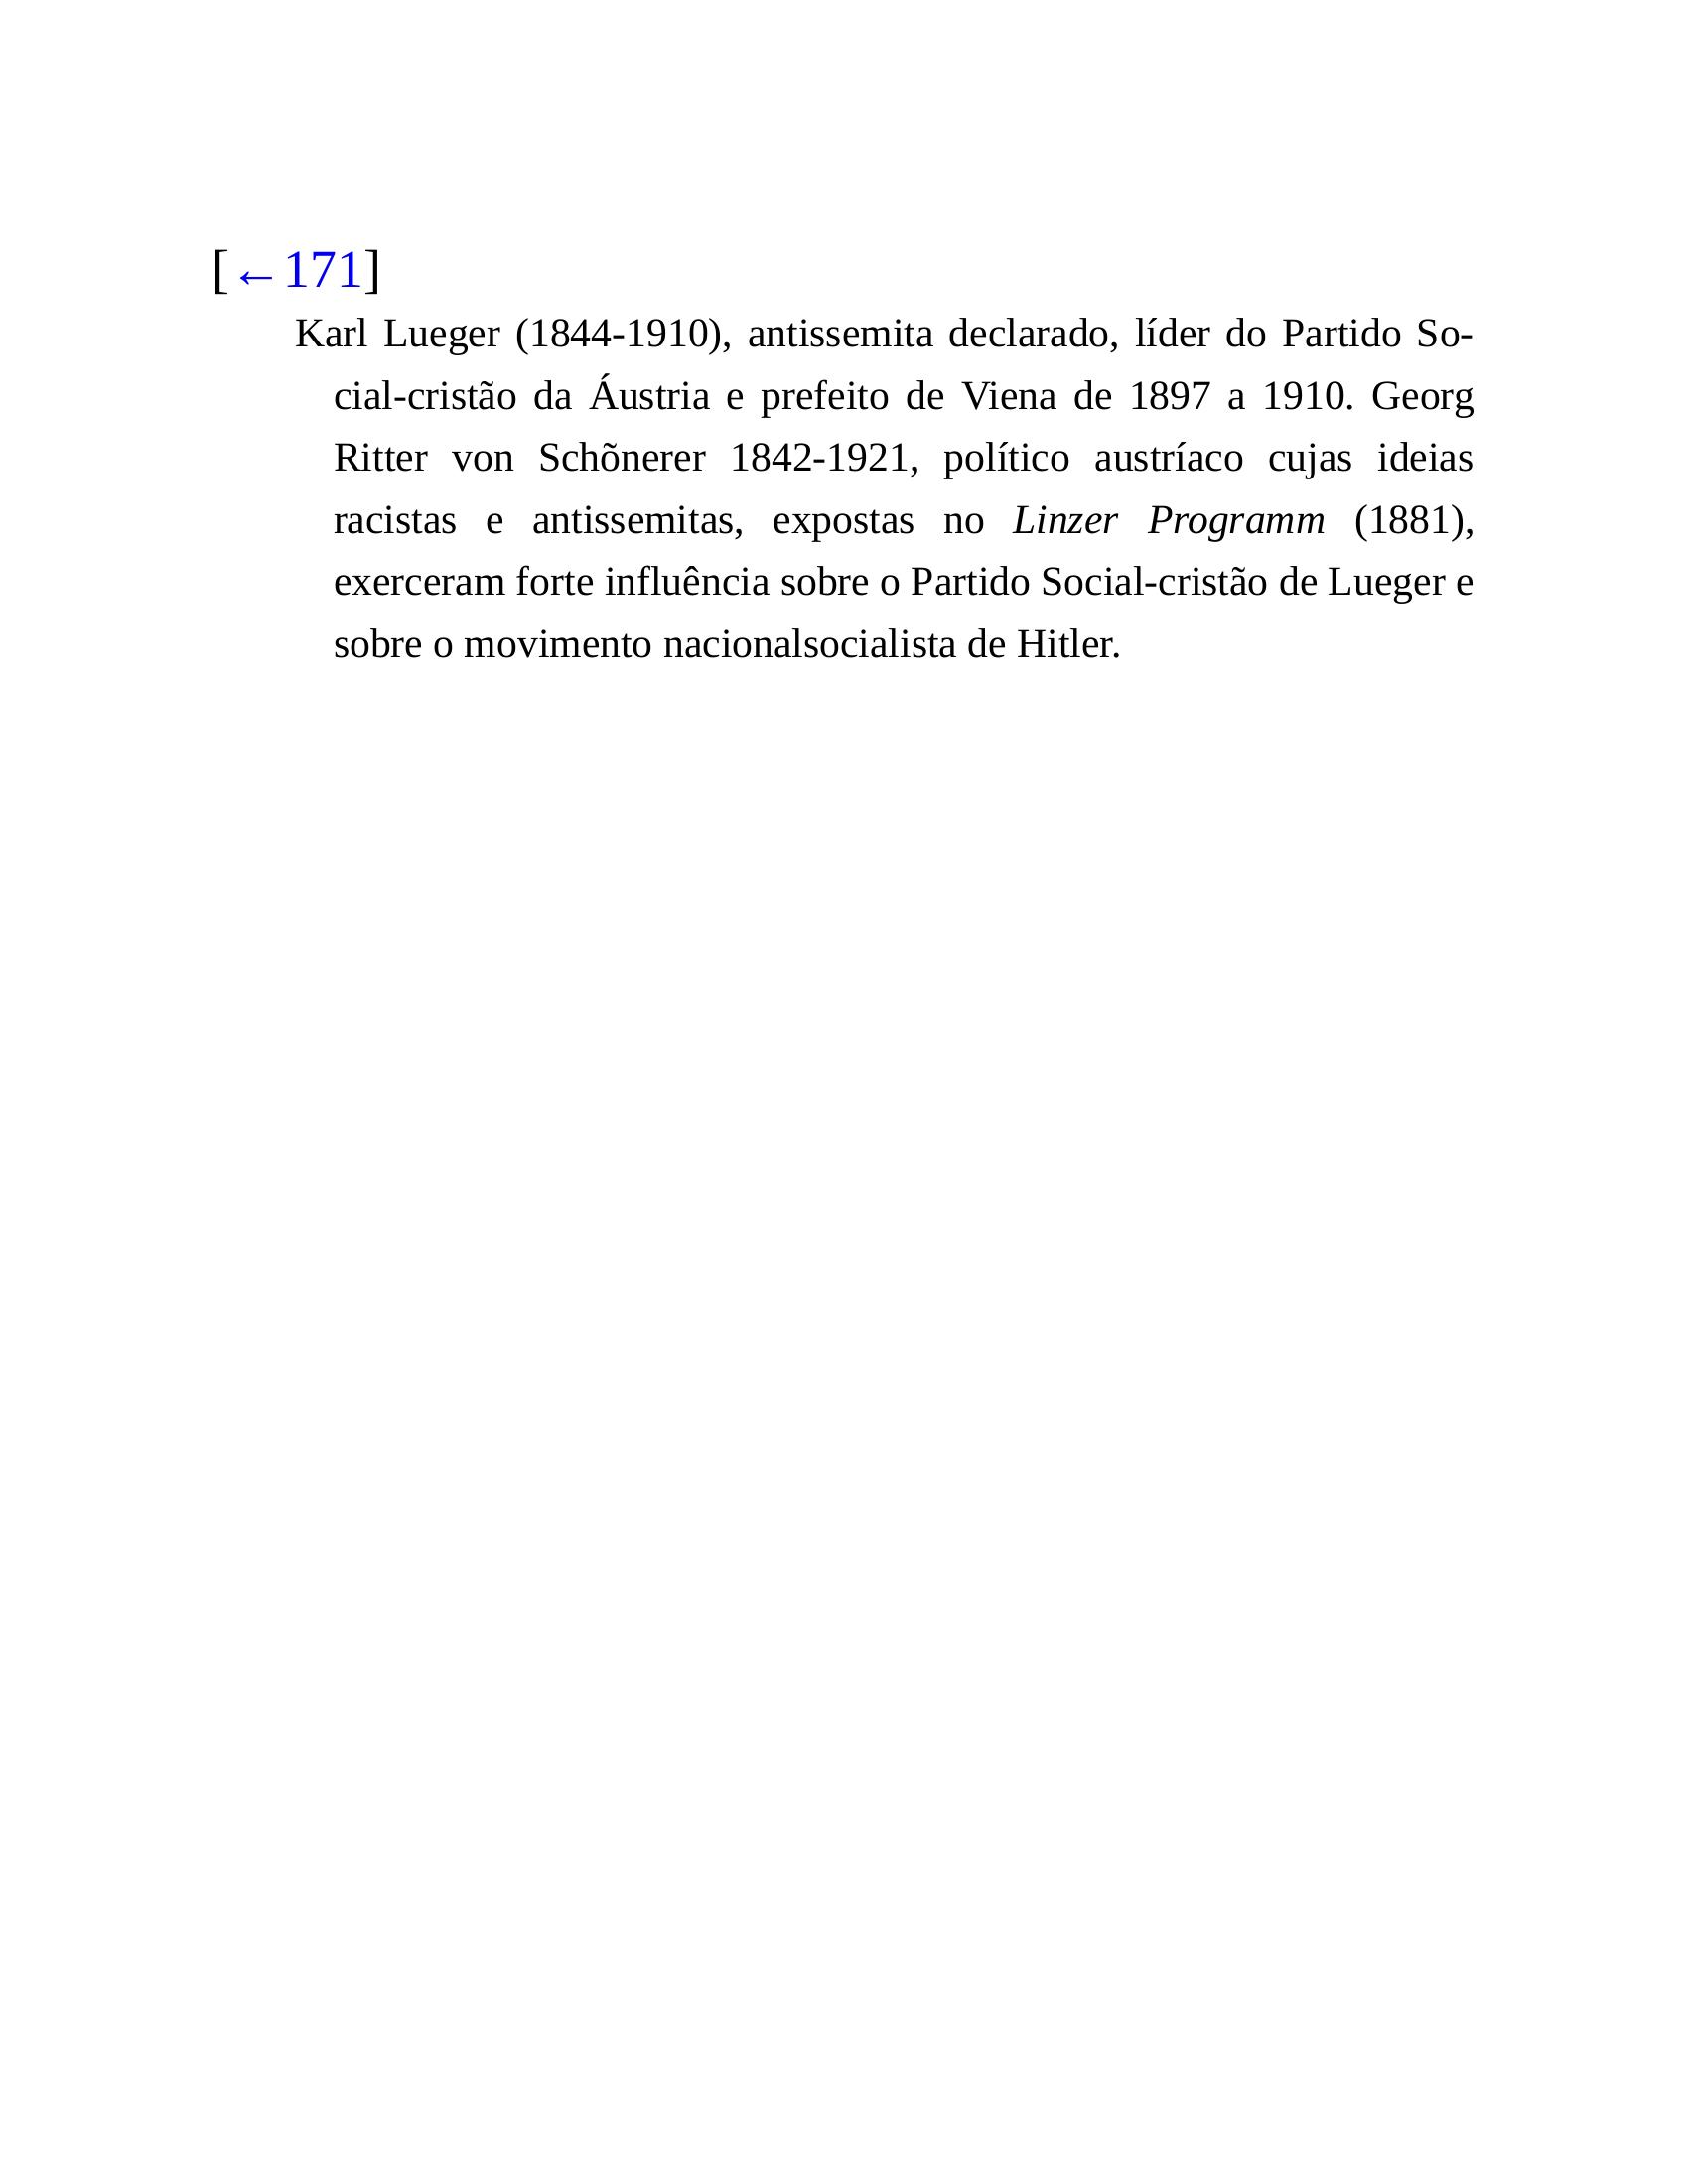 [←171]
Karl Lueger (1844-1910), antissemita declarado, líder do Partido So-
cial-cristão da Áustria e prefeito de Viena de 1897 a 1910. Georg
Ritter von Schõnerer 1842-1921, político austríaco cujas ideias
racistas e antissemitas, expostas no Linzer Programm (1881),
exerceram forte influência sobre o Partido Social-cristão de Lueger e
sobre o movimento nacionalsocialista de Hitler.